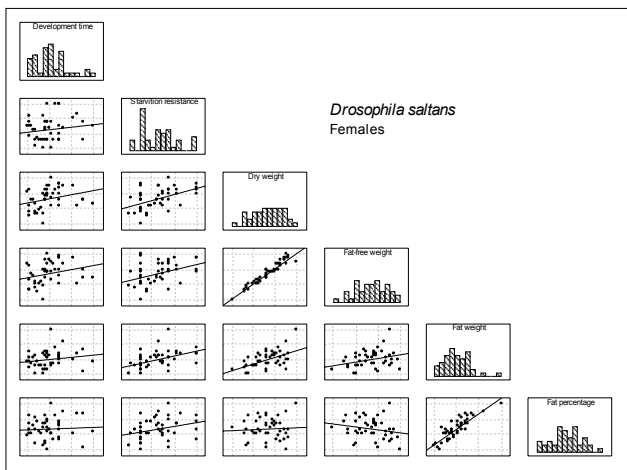 Development time
Starvition resistance
Drosophila saltans
Females
Dry weight
Fat-free weight
Fat weight
Fat percentage